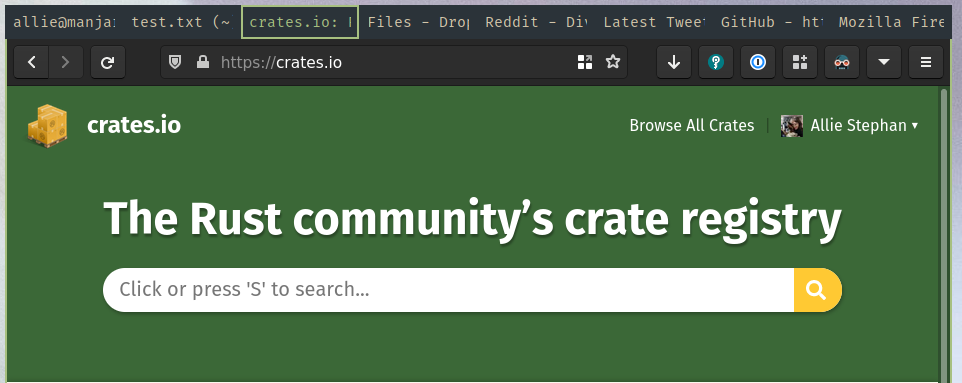 allie@manja test.txt (~ crates.io: Files – Drop Reddit – Di Latest Twee GitHub – ht Mozilla Fire
https://crates.io
crates.io Browse All Crates Allie Stephan ▾
The Rust community’s crate registry
Click or press 'S' to search...